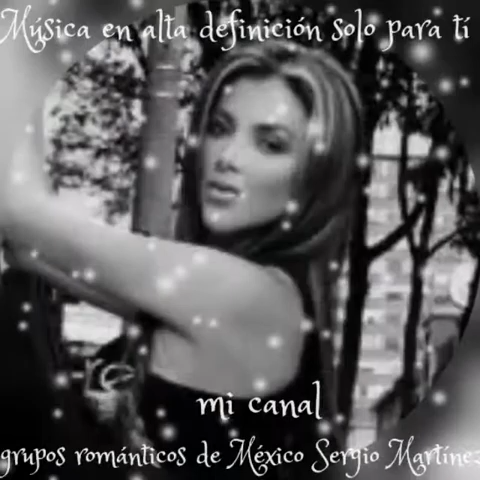 Música en alta definición solo para tí
mi canal
grupos románticos de México Sergio Martínez